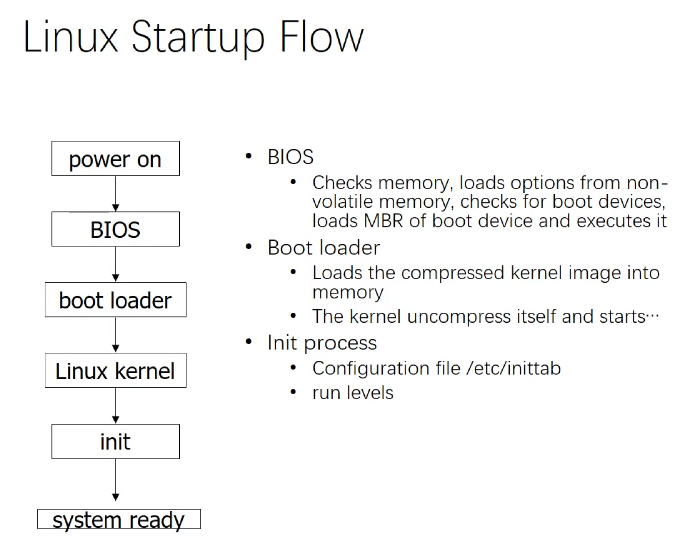 Linux Startup Flow
power on
BIOS
boot loader
Linux kernel
init
system ready
• BIOS
• Checks memory, loads options from non-
volatile memory, checks for boot devices,
loads MBR of boot device and executes it
• Boot loader
• Loads the compressed kernel image into
memory
• The kernel uncompress itself and starts…
• Init process
• Configuration file /etc/inittab
• run levels